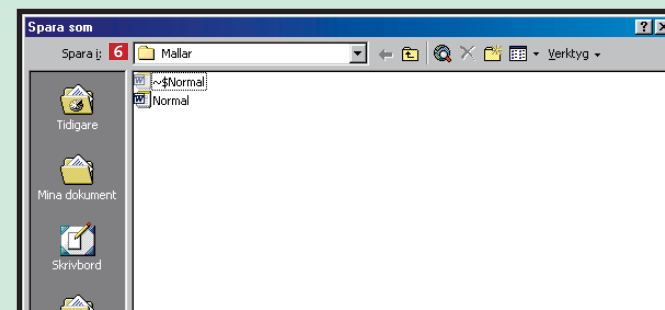 Spara som
Spara i: 6 Mallar Verktyg
~$Normal
Normal
Tidigare
Mina dokument
Skrivbord